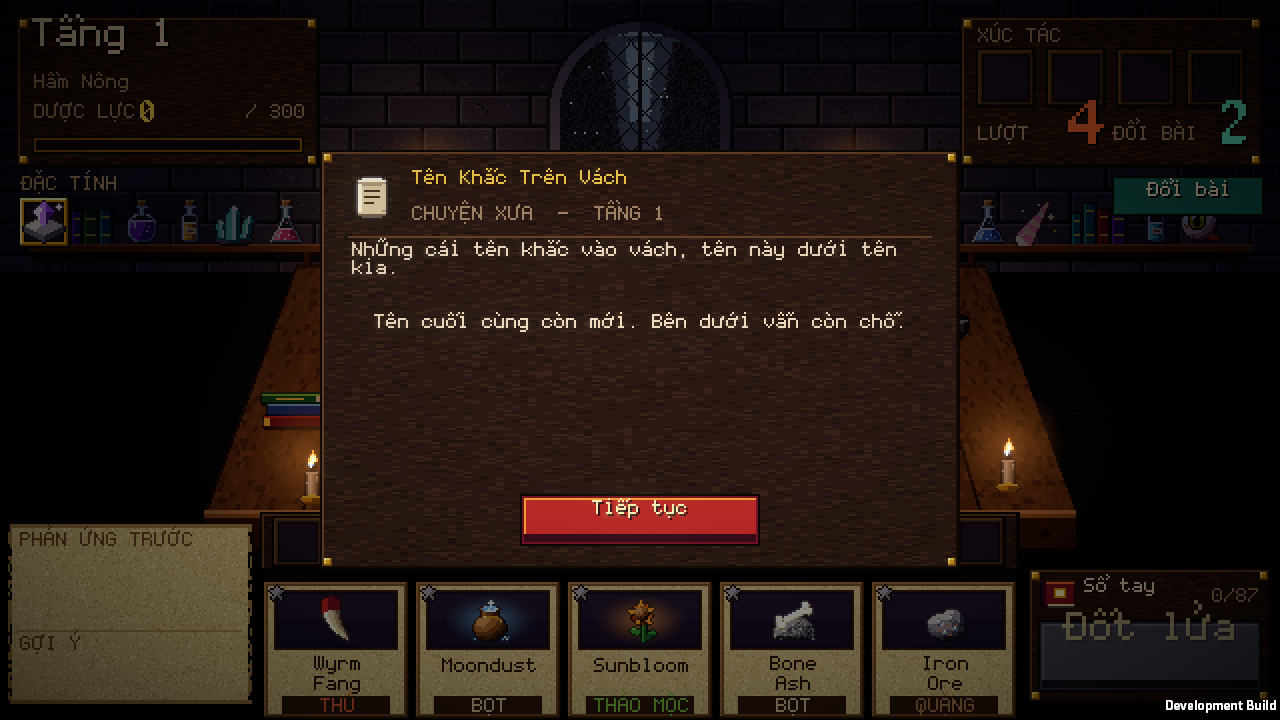 Tầng 1
Hầm Nông
DƯỢC LỰC 0 / 300
ĐẶC TÍNH
XÚC TÁC
LƯỢT 4 ĐỔI BÀI 2
Đổi bài
Tên Khắc Trên Vách
CHUYỆN XƯA – TẦNG 1
Những cái tên khắc vào vách, tên này dưới tên
kia.
Tên cuối cùng còn mới. Bên dưới vẫn còn chỗ.
Tiếp tục
PHẢN ỨNG TRƯỚC
GỢI Ý
Wyrm
Fang
THÚ
Moondust
BỘT
Sunbloom
THẢO MỘC
Bone
Ash
BỘT
Iron
Ore
QUẶNG
Sổ tay
0/87
Đốt lửa
Development Build